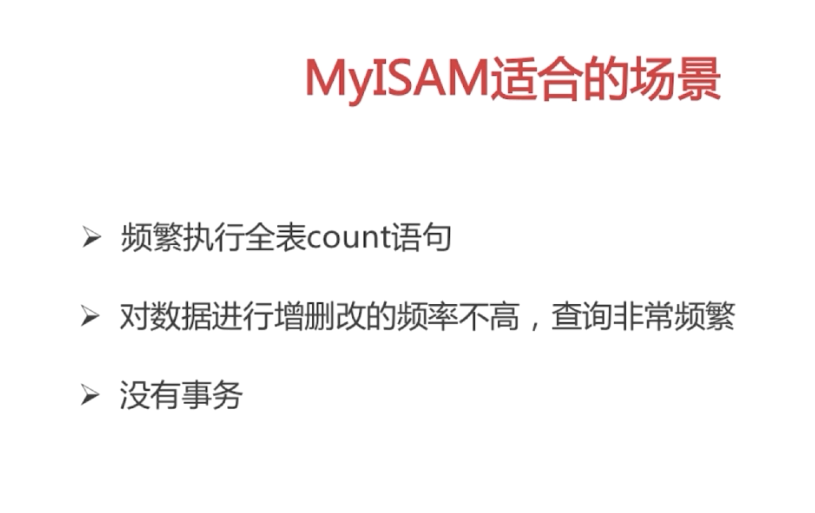 MyISAM适合的场景
频繁执行全表count语句
对数据进行增删改的频率不高，查询非常频繁
没有事务